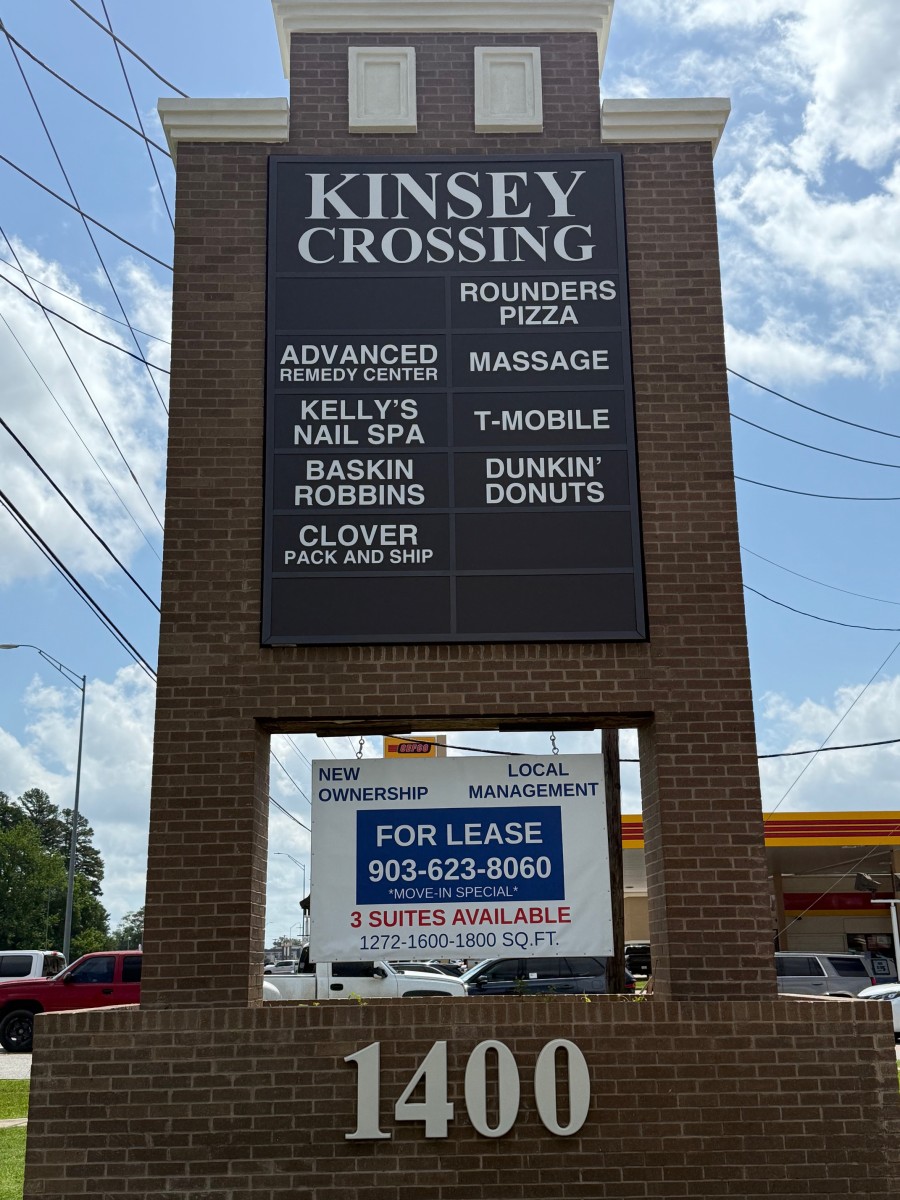 KINSEY
CROSSING
ROUNDERS
PIZZA
ADVANCED
REMEDY CENTER
MASSAGE
KELLY'S
NAIL SPA
T-MOBILE
BASKIN
ROBBINS
DUNKIN'
DONUTS
CLOVER
PACK AND SHIP
NEW
OWNERSHIP
LOCAL
MANAGEMENT
FOR LEASE
903-623-8060
*MOVE-IN SPECIAL*
3 SUITES AVAILABLE
1272-1600-1800 SQ.FT.
1400